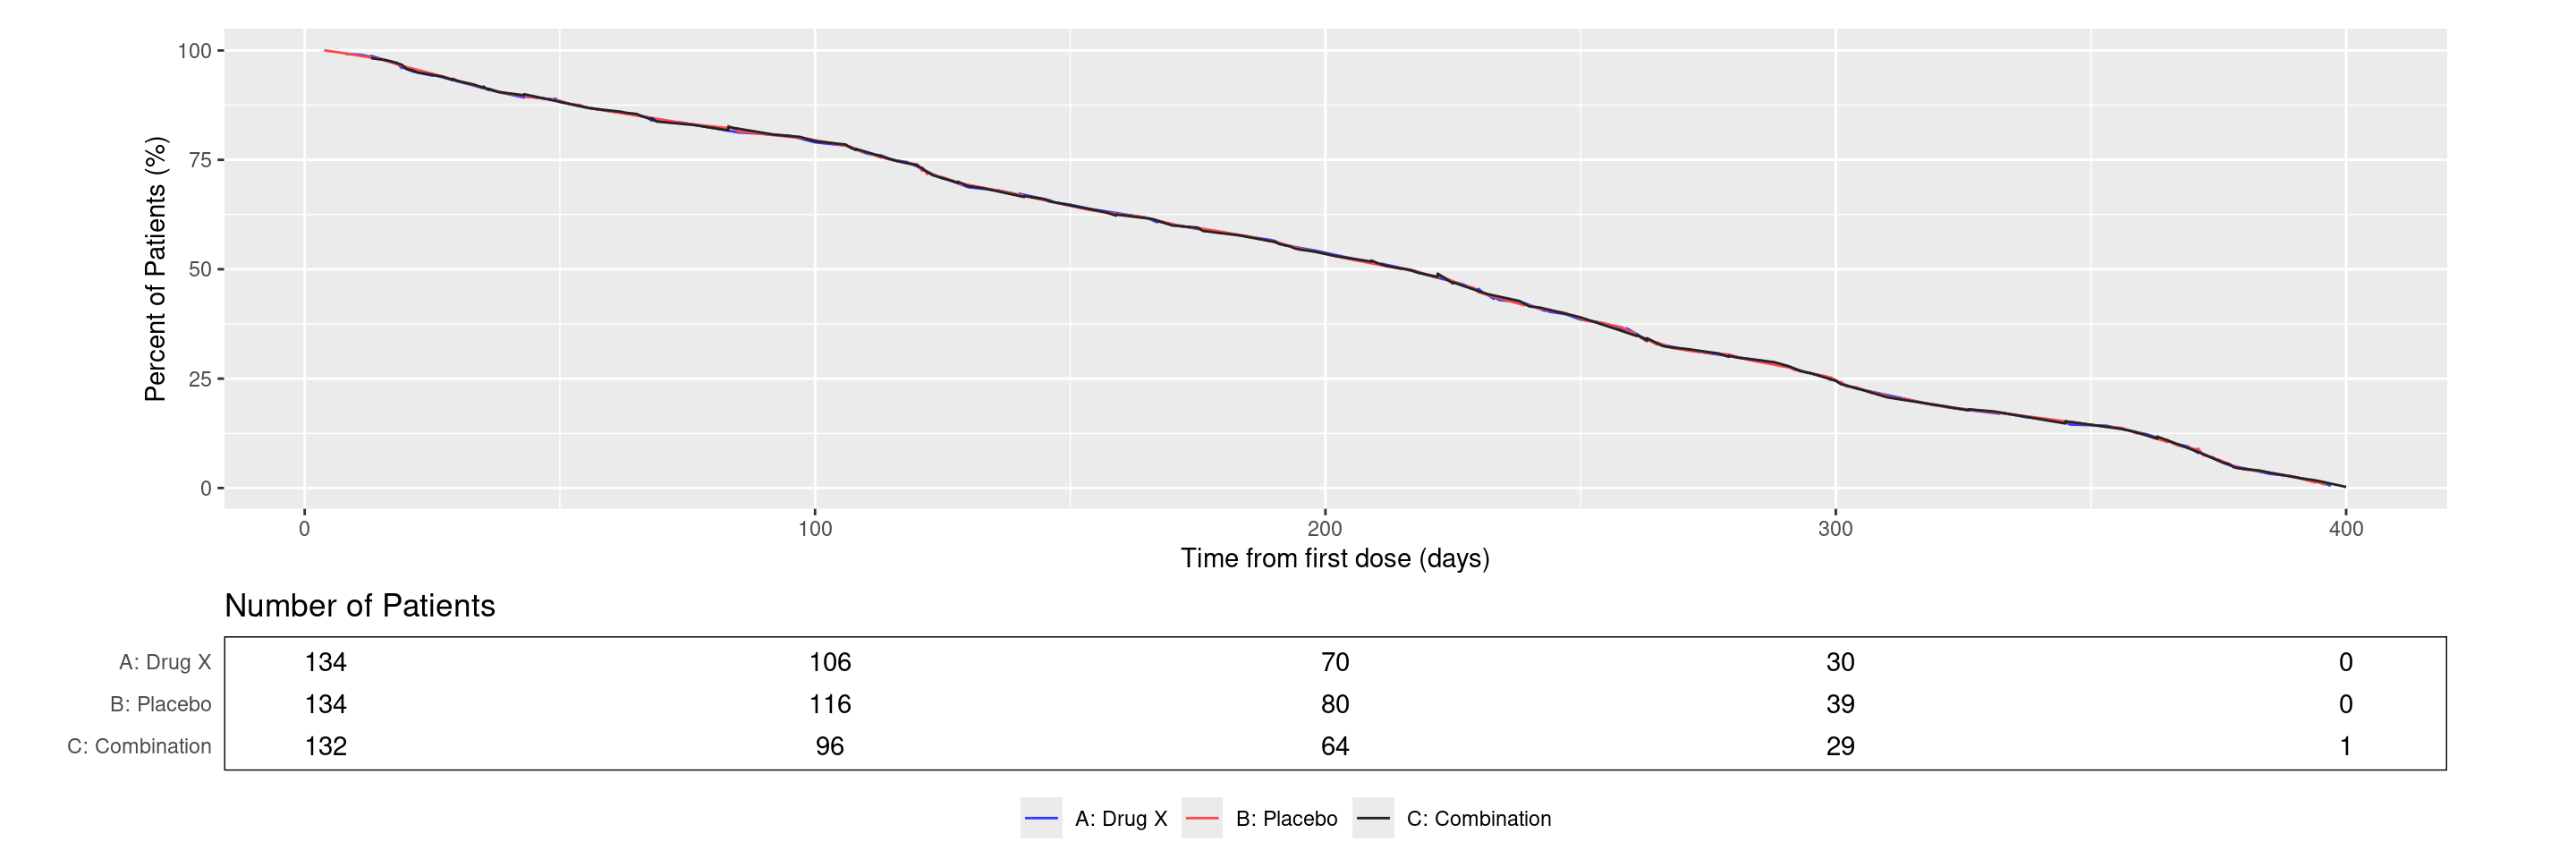 100
75
50
25
0
Percent of Patients (%)
0 100 200 300 400
Time from first dose (days)
Number of Patients
A: Drug X 134 106 70 30 0
B: Placebo 134 116 80 39 0
C: Combination 132 96 64 29 1
A: Drug X B: Placebo C: Combination